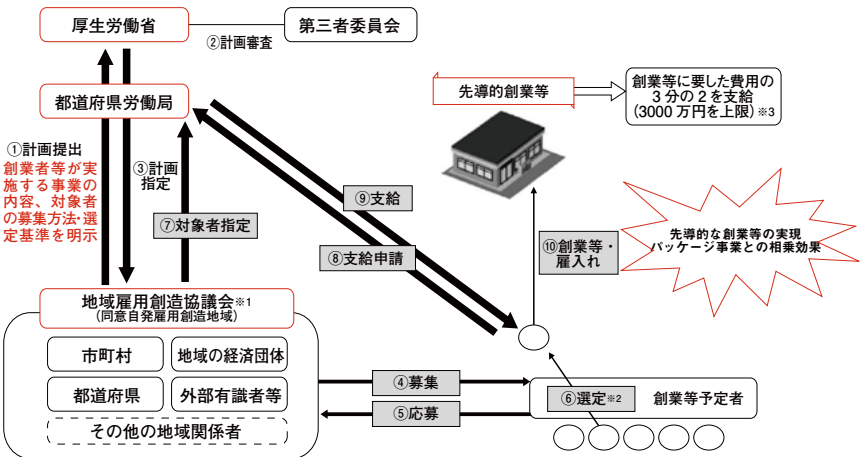 厚生労働省
②計画審査
第三者委員会
都道府県労働局
先導的創業等
創業等に要した費用の
3分の2を支給
(3000万円を上限)※3
①計画提出
創業者等が実
施する事業の
内容、対象者
の募集方法・選
定基準を明示
③計画
指定
⑦対象者指定
⑨支給
⑧支給申請
⑩創業等・
雇入れ
先導的な創業等の実現
パッケージ事業との相乗効果
地域雇用創造協議会※1
(同意自発雇用創造地域)
市町村
地域の経済団体
都道府県
外部有識者等
その他の地域関係者
④募集
⑤応募
⑥選定※2
創業等予定者